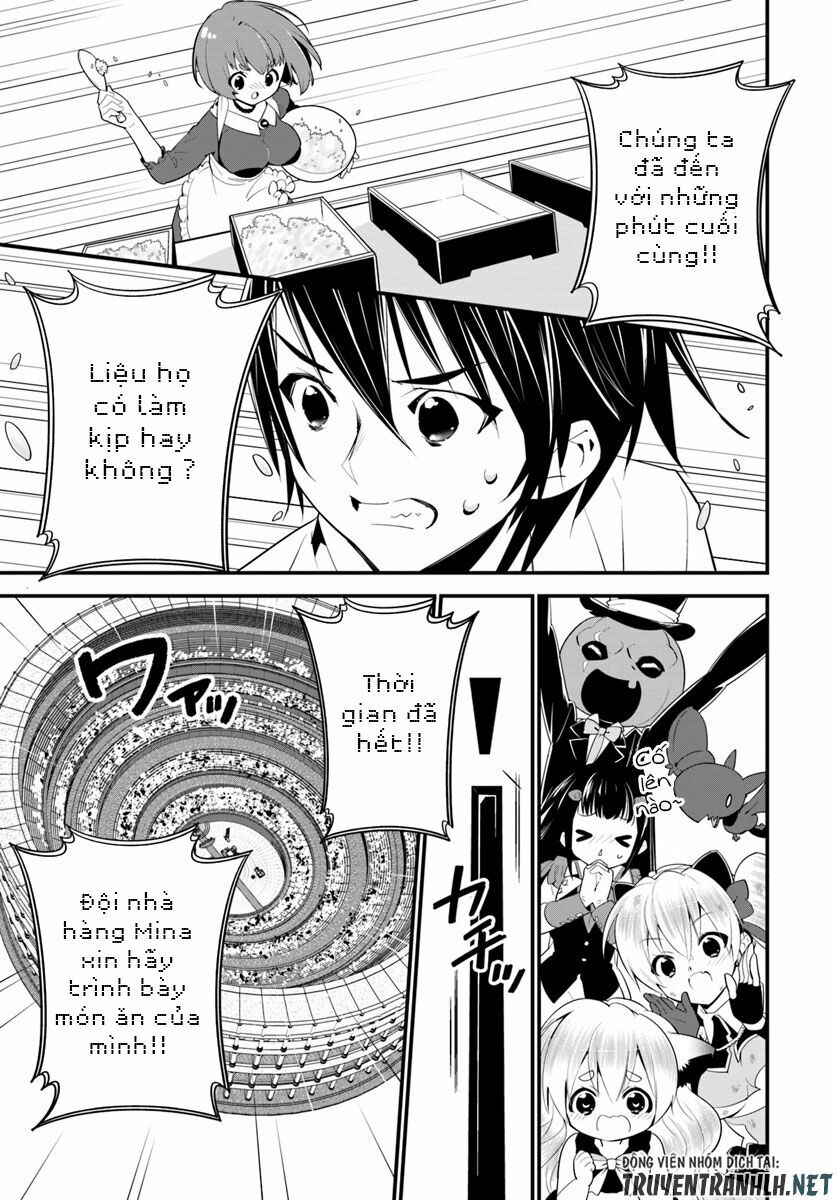 Chúng ta
đã đến
với những
phút cuối
cùng!!
Liệu họ
có làm
kịp hay
không ?
Cố
lên
nào~
カチッ
Thời
gian đã
hết!!
ワァッ
Đội nhà
hàng Mina
xin hãy
trình bày
món ăn của
mình!!
ĐỘNG VIÊN NHÓM DỊCH TẠI:
TRUYENTRANHLH.NET